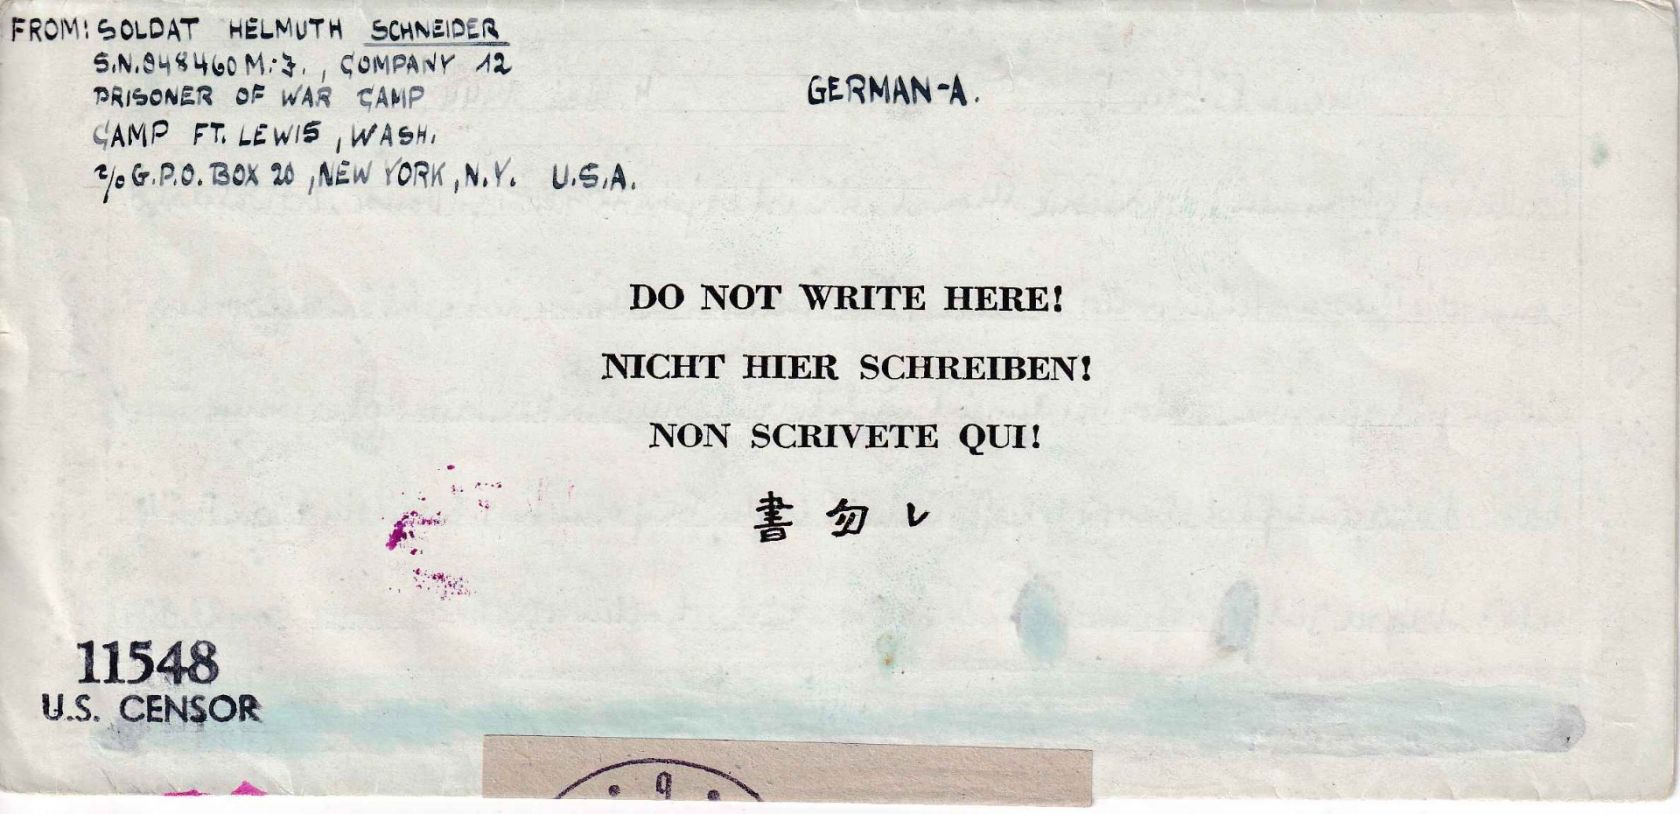 FROM: SOLDAT HELMUTH SCHNEIDER
S.N. 848460 M.-J., COMPANY 12
PRISONER OF WAR CAMP
CAMP FT. LEWIS, WASH.
c/o G.P.O. BOX 20, NEW YORK, N.Y. U.S.A.
GERMAN-A.
DO NOT WRITE HERE!
NICHT HIER SCHREIBEN!
NON SCRIVETE QUI!
書勿レ
11548
U.S. CENSOR
9